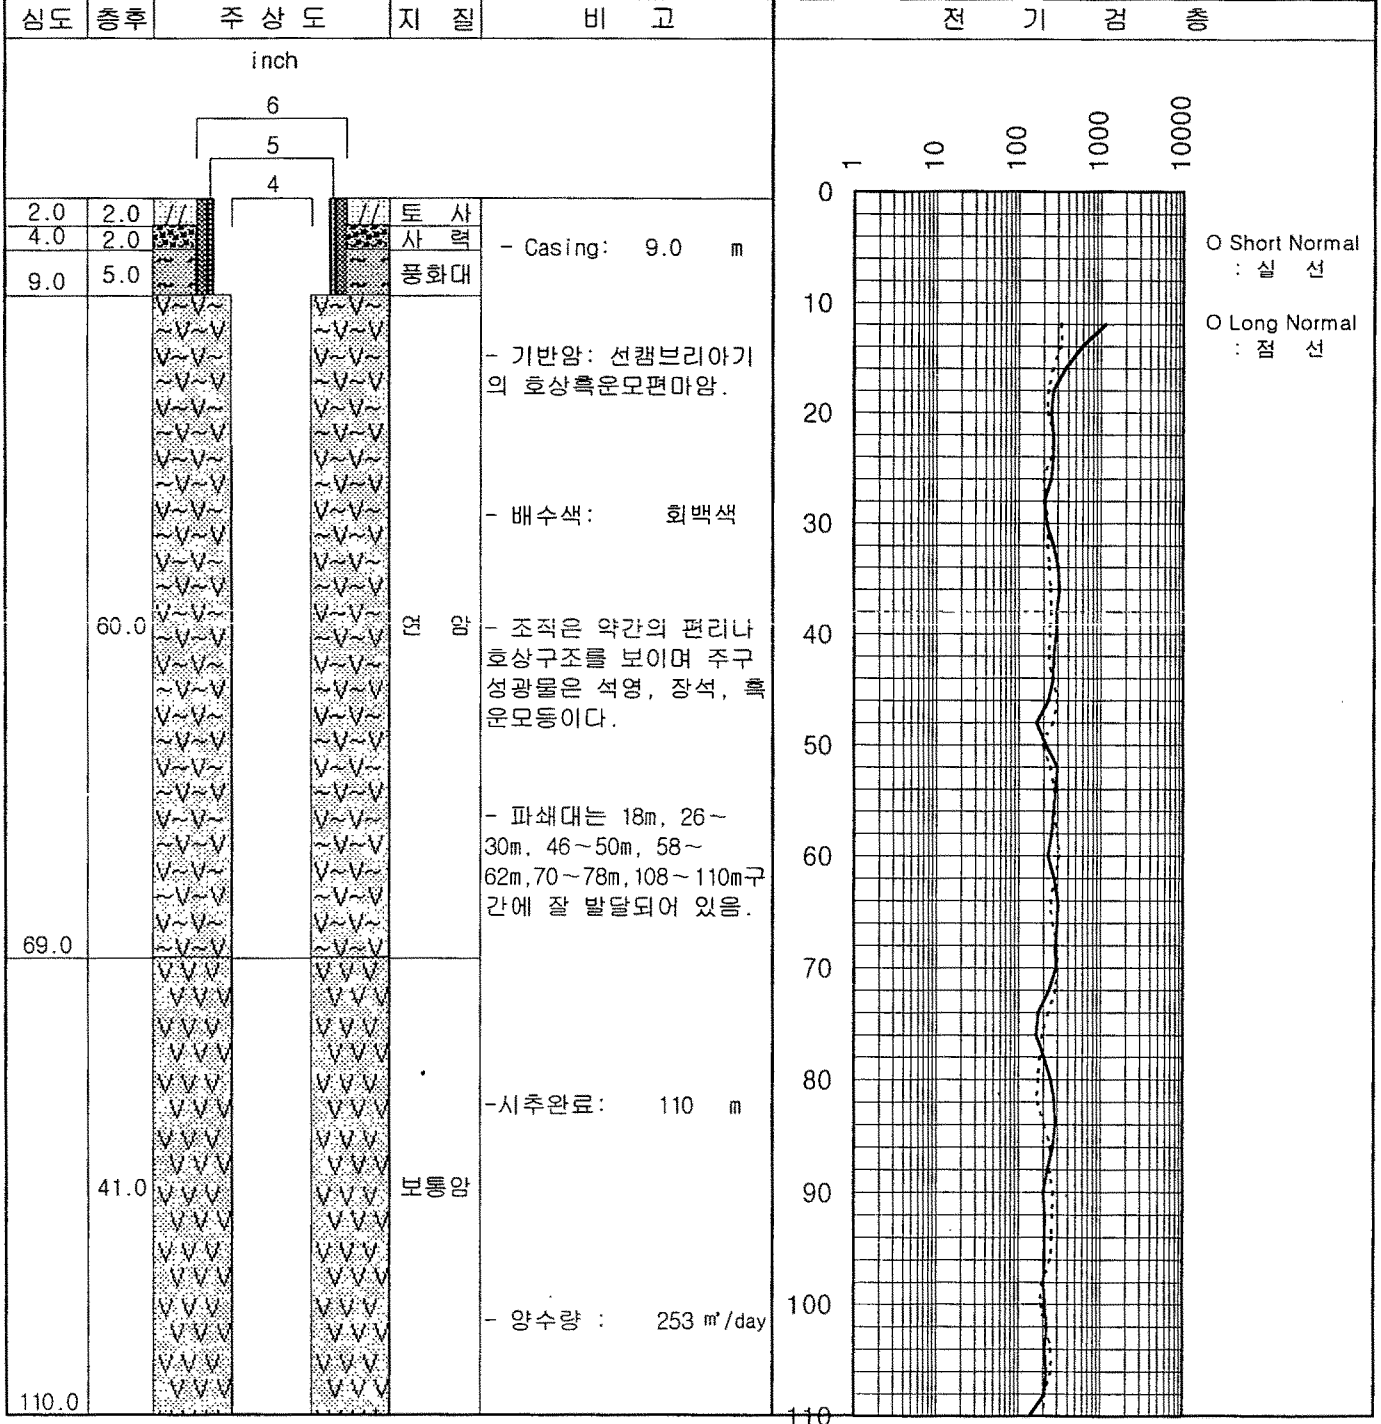 심도 층후 주 상 도 지 질 비 고 전 기 검 층
inch
6
5
4
2.0 2.0 토 사
4.0 2.0 사 력
9.0 5.0 풍화대
- Casing: 9.0 m
- 기반암: 선캠브리아기
의 호상흑운모편마암.
- 배수색: 회백색
60.0 연 암
- 조직은 약간의 편리나
호상구조를 보이며 주구
성광물은 석영, 장석, 흑
운모등이다.
- 파쇄대는 18m, 26~
30m, 46~50m, 58~
62m,70~78m,108~110m구
간에 잘 발달되어 있음.
69.0
-시추완료: 110 m
41.0 보통암
- 양수량 : 253 ㎥/day
110.0
1 10 100 1000 10000
0
10
20
30
40
50
60
70
80
90
100
110
O Short Normal
: 실 선
O Long Normal
: 점 선